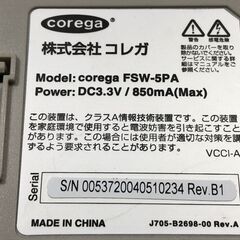 corega
株式会社 コレガ
Model: corega FSW-5PA
Power: DC3.3V / 850mA(Max)
この装置は、クラスA情報技術装置です。この装置
を家庭環境で使用すると電波妨害を引き起こすことが
あります。この場合には使用者が適切な対策を講
ずるよう要求されることがあります。
VCCI-A
Serial
S/N 0053720040510234 Rev.B1
MADE IN CHINA
J705-B2698-00 Rev.A